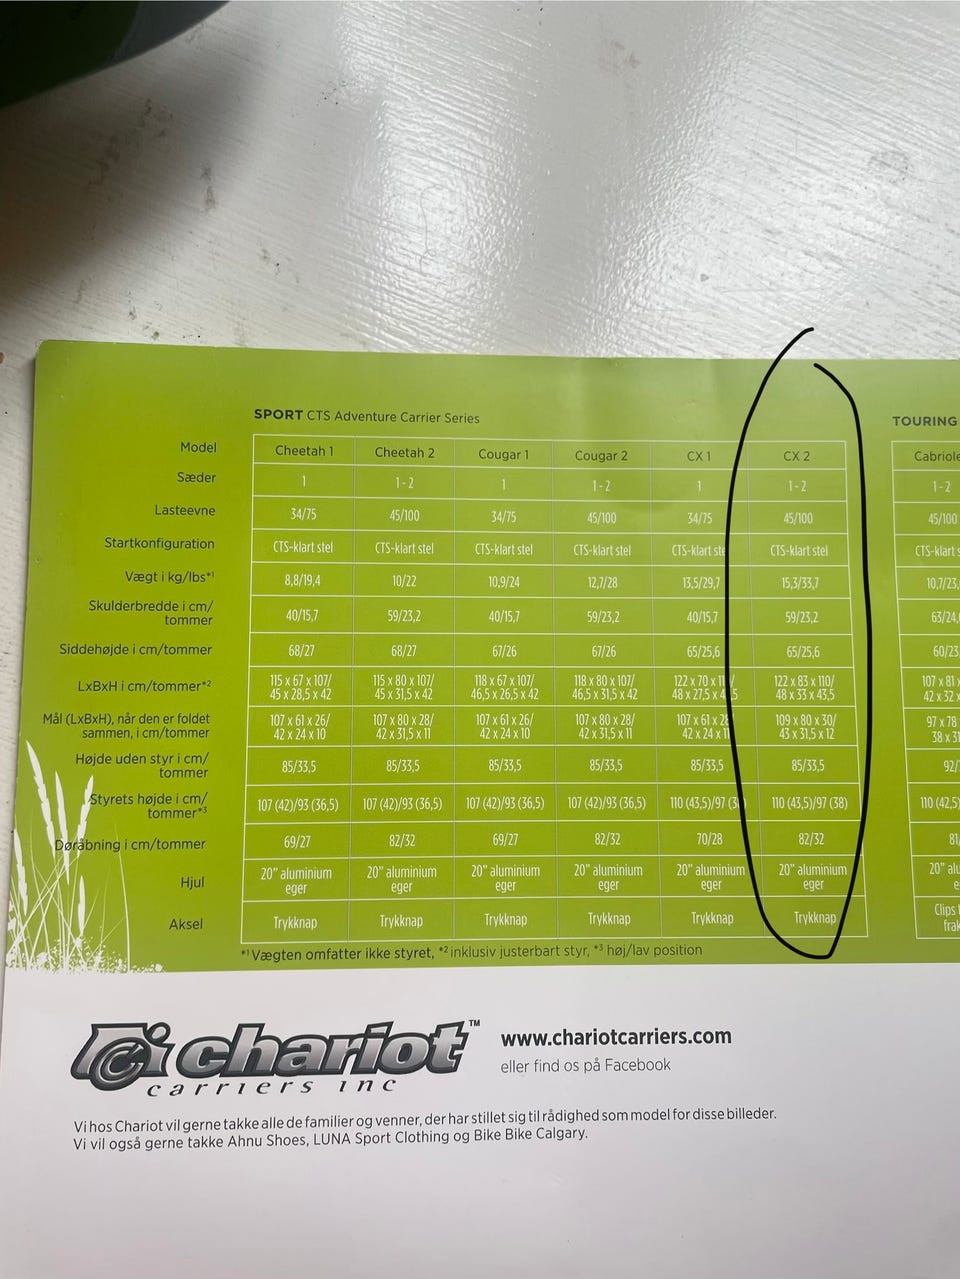 SPORT CTS Adventure Carrier Series
TOURING
Model Cheetah 1 Cheetah 2 Cougar 1 Cougar 2 CX 1 CX 2
Sæder 1 1-2 1 1-2 1 1-2 1-2
Lasteevne 34/75 45/100 34/75 45/100 34/75 45/100 45/100
Startkonfiguration CTS-klart stel CTS-klart stel CTS-klart stel CTS-klart stel CTS-klart CTS-klart stel CTS-klart
Vægt i kg/lbs*1 8,8/19,4 10/22 10,9/24 12,7/28 13,5/29,7 15,3/33,7
Skulderbredde i cm/
tommer 40/15,7 59/23,2 40/15,7 59/23,2 40/15,7 59/23,2
Siddehøjde i cm/tommer 68/27 68/27 67/26 67/26 65/25,6 65/25,6
LxBxH i cm/tommer*2 115 x 67 x 107/ 115 x 80 x 107/ 118 x 67 x 107/ 118 x 80 x 107/ 122 x 70 x 122 x 83 x 110/
45 x 28,5 x 42 45 x 31,5 x 42 46,5 x 26,5 x 42 46,5 x 31,5 x 42 48 x 27,5 x 48 x 33 x 43,5
Mål (LxBxH), når den er foldet
sammen, i cm/tommer 107 x 61 x 26/ 107 x 80 x 28/ 107 x 61 x 26/ 107 x 80 x 28/ 107 x 61 x 109 x 80 x 30/
42 x 24 x 10 42 x 31,5 x 11 42 x 24 x 10 42 x 31,5 x 11 42 x 24 x 43 x 31,5 x 12
Højde uden styr i cm/
tommer 85/33,5 85/33,5 85/33,5 85/33,5 85/33,5 85/33,5
Styrets højde i cm/
tommer*3 107 (42)/93 (36,5) 107 (42)/93 (36,5) 107 (42)/93 (36,5) 107 (42)/93 (36,5) 110 (43,5)/97 110 (43,5)/97 (38)
Døråbning i cm/tommer 69/27 82/32 69/27 82/32 70/28 82/32
Hjul 20" aluminium 20" aluminium 20" aluminium 20" aluminium 20" aluminium 20" aluminium
eger eger eger eger eger eger
Aksel Trykknap Trykknap Trykknap Trykknap Trykknap Trykknap
*1 Vægten omfatter ikke styret, *2 inklusiv justerbart styr, *3 høj/lav position
chariot™
carriers inc
www.chariotcarriers.com
eller find os på Facebook
Vi hos Chariot vil gerne takke alle de familier og venner, der har stillet sig til rådighed som model for disse billeder.
Vi vil også gerne takke Ahnu Shoes, LUNA Sport Clothing og Bike Bike Calgary.